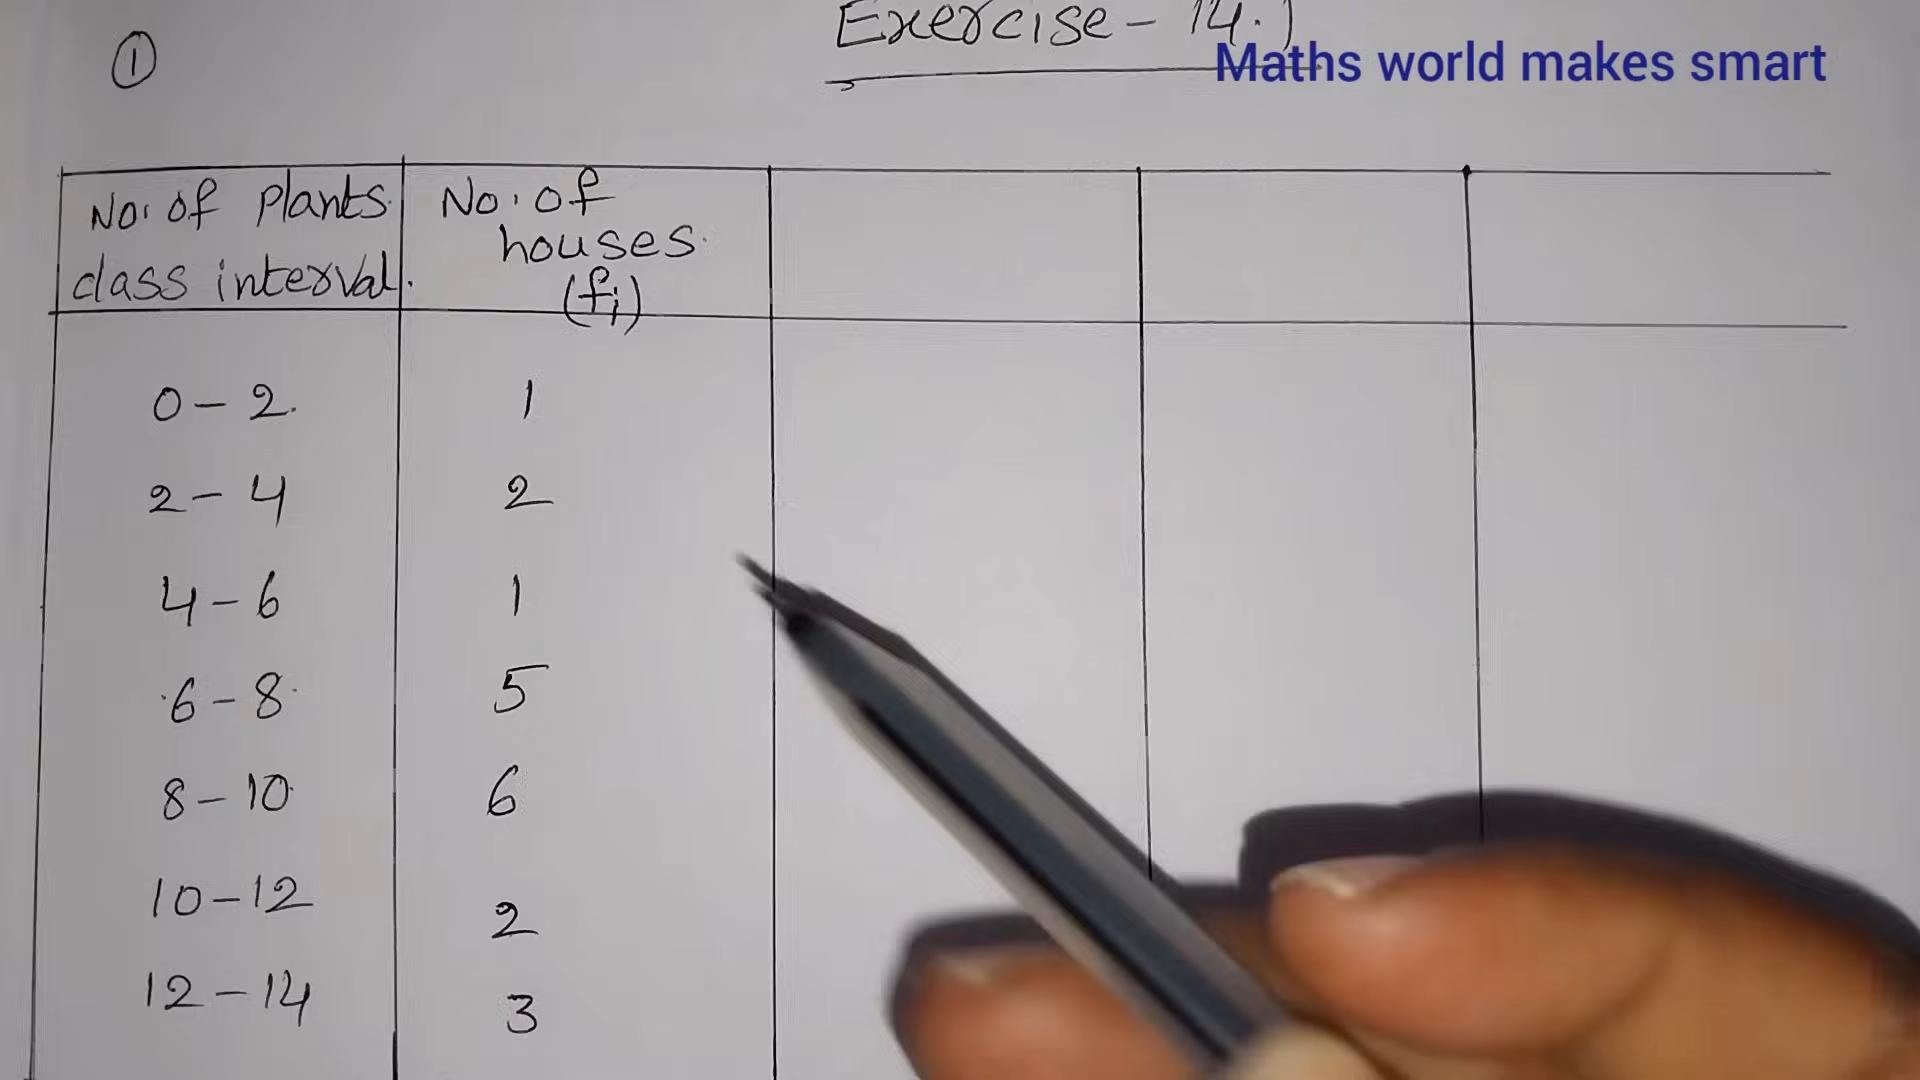 Exercise - 14.1
Maths world makes smart
①
No. of plants
class interval.
No. of
houses
(fi)
0 - 2 1
2 - 4 2
4 - 6 1
6 - 8 5
8 - 10 6
10 - 12 2
12 - 14 3